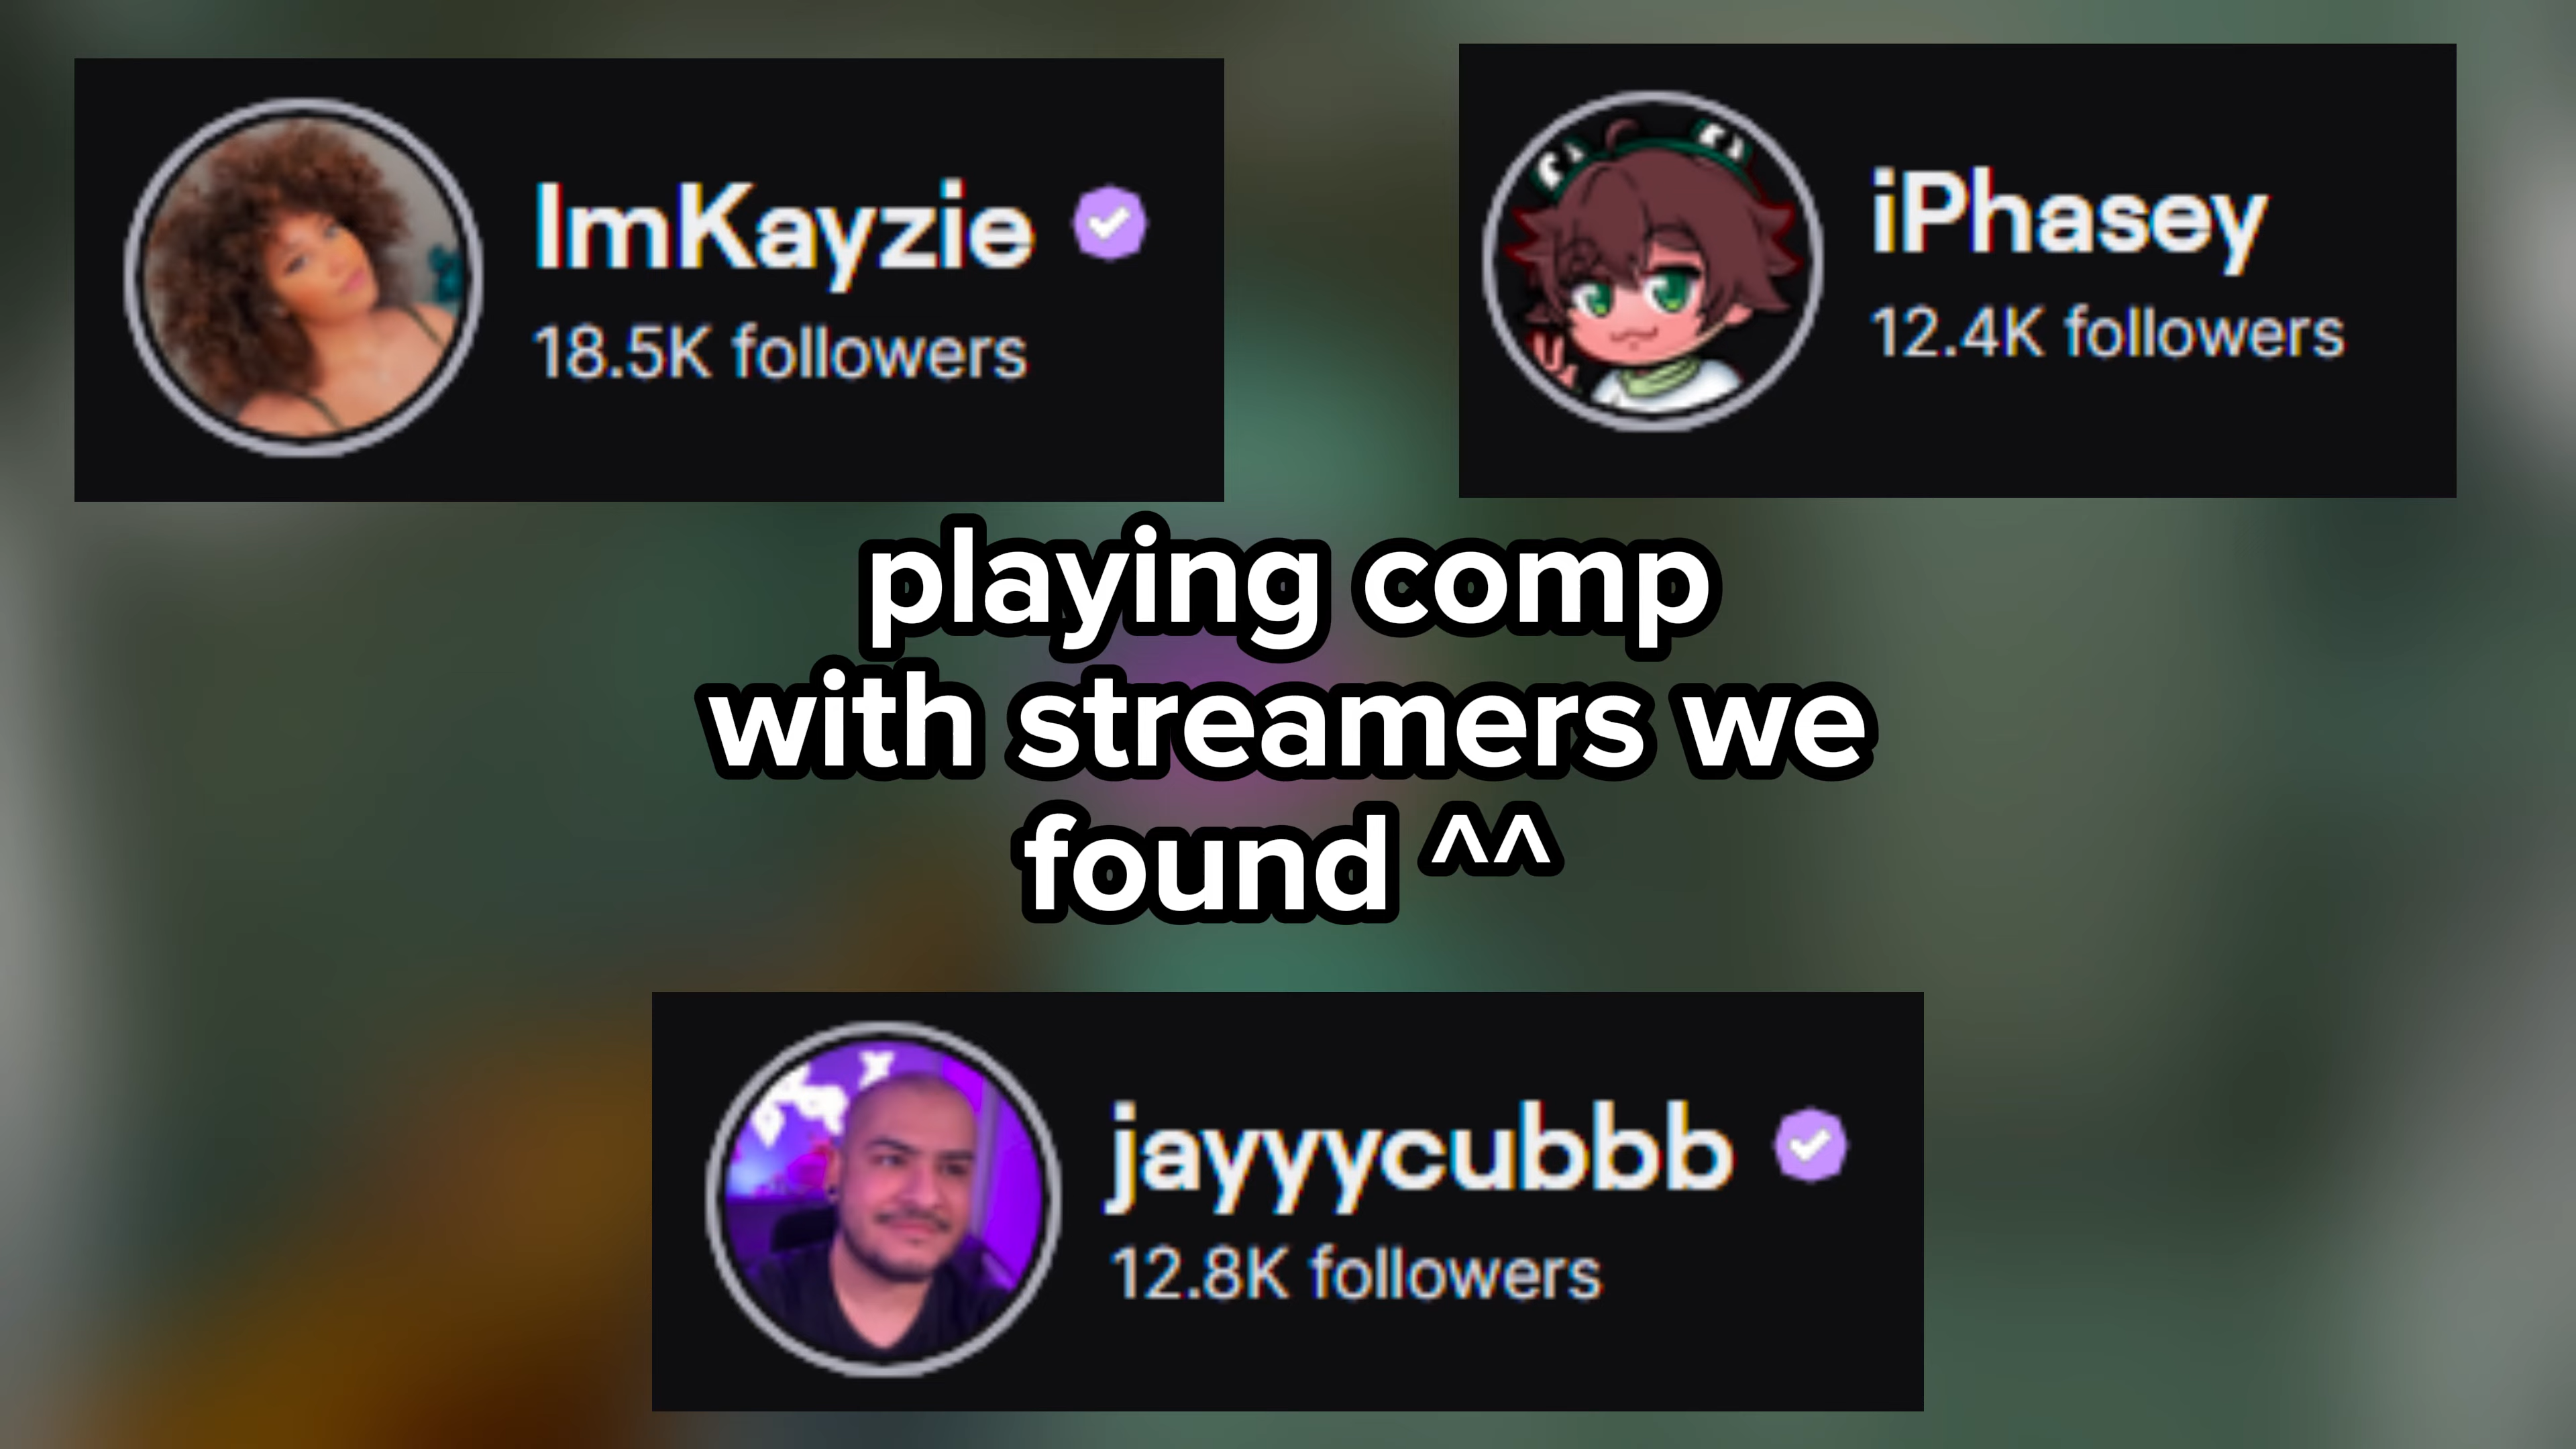 ImKayzie
18.5K followers
iPhasey
12.4K followers
playing comp
with streamers we
found ^^
jayyycubbb
12.8K followers